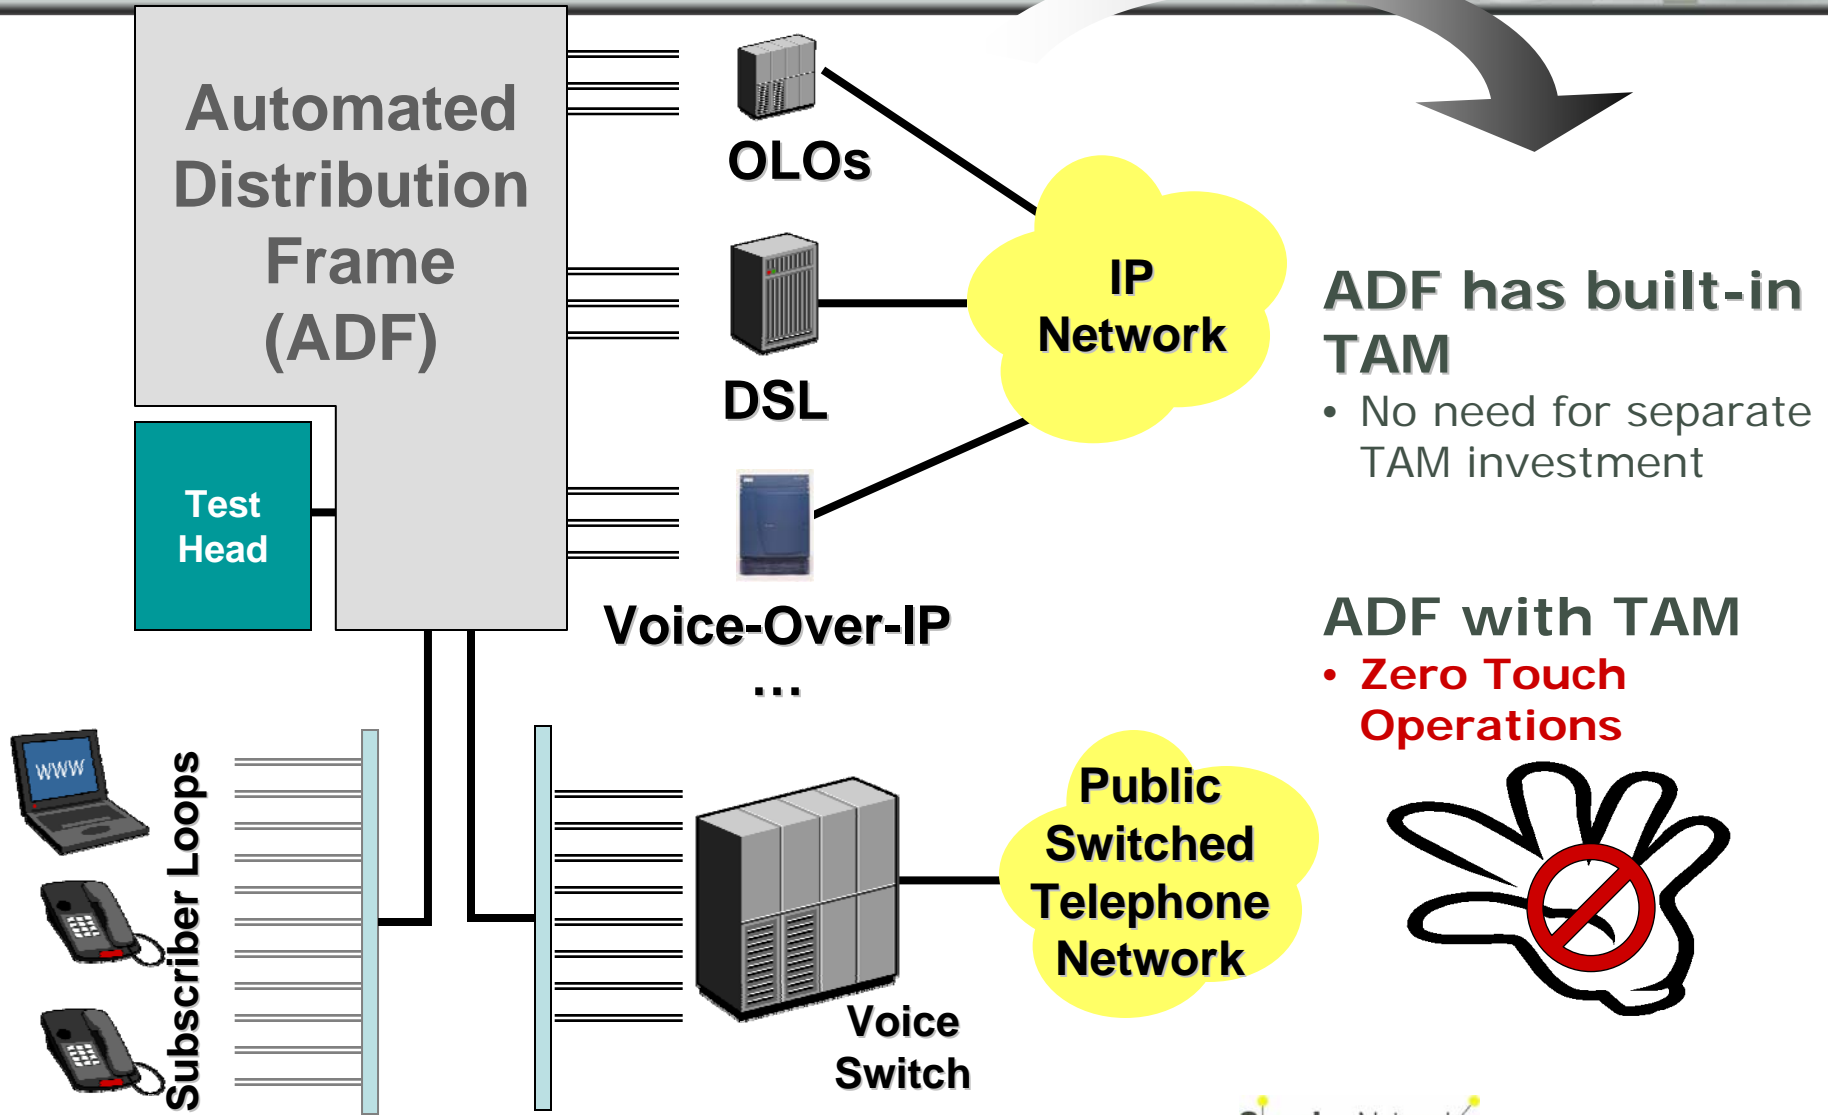 Automated
Distribution
Frame
(ADF)
Test
Head
OLOs
DSL
Voice-Over-IP
...
IP
Network
ADF has built-in
TAM
• No need for separate
TAM investment
ADF with TAM
• Zero Touch
Operations
www
Subscriber Loops
Voice
Switch
Public
Switched
Telephone
Network